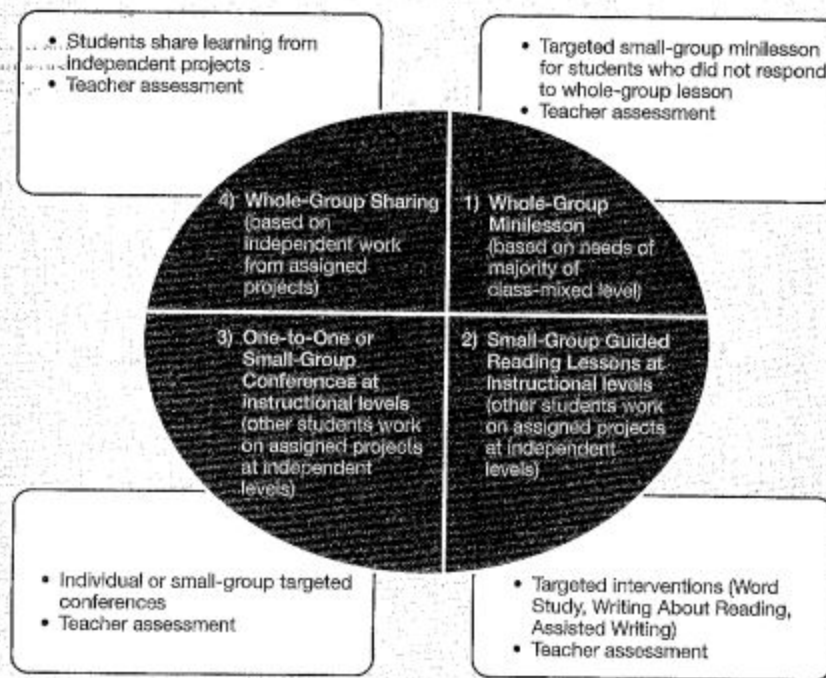 • Students share learning from
independent projects
• Teacher assessment
• Targeted small-group minilesson
for students who did not respond
to whole-group lesson
• Teacher assessment
4) Whole-Group Sharing
(based on
independent work
from assigned
projects)
1) Whole-Group
Minilesson
(based on needs of
majority of
class-mixed level)
3) One-to-One or
Small-Group
Conferences at
instructional levels
(other students work
on assigned projects
at independent
levels)
2) Small-Group Guided
Reading Lessons at
Instructional levels
(other students work
on assigned projects
at independent
levels)
• Individual or small-group targeted
conferences
• Teacher assessment
• Targeted interventions (Word
Study, Writing About Reading,
Assisted Writing)
• Teacher assessment